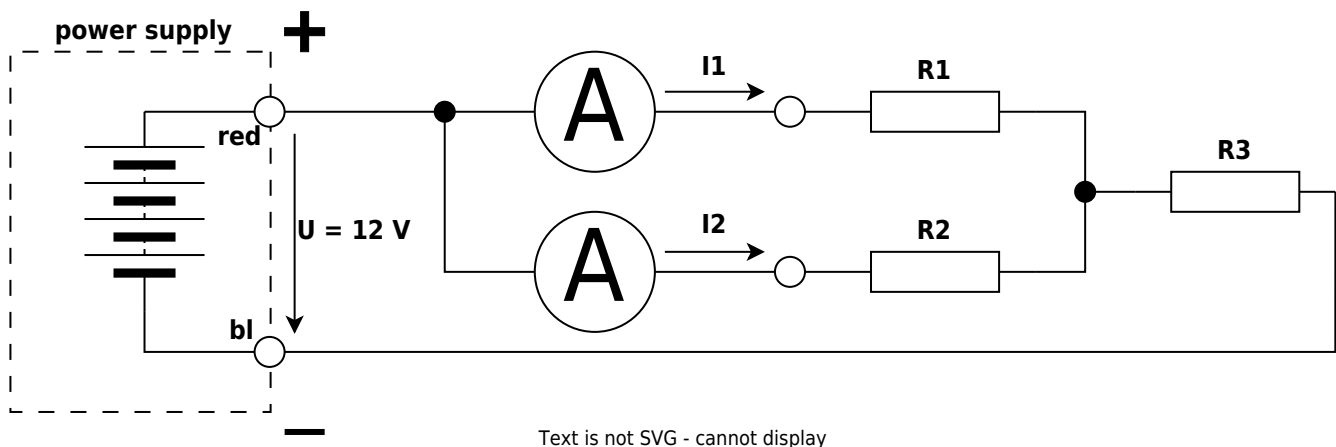 power supply
+
red
U = 12 V
bl
−
A
I1
R1
A
I2
R2
R3
Text is not SVG - cannot display